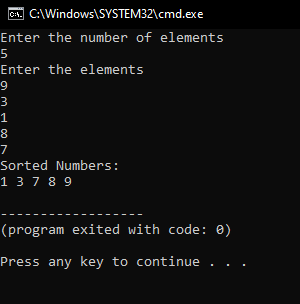 C:\Windows\SYSTEM32\cmd.exe
Enter the number of elements
5
Enter the elements
9
3
1
8
7
Sorted Numbers:
1 3 7 8 9
------------------
(program exited with code: 0)
Press any key to continue . . .